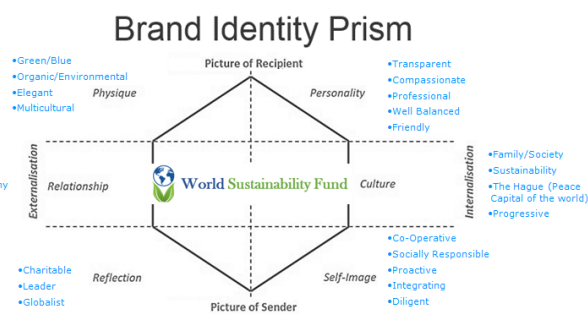 Brand Identity Prism
Picture of Recipient
•Green/Blue
•Organic/Environmental
•Elegant
•Multicultural
Physique
Personality
•Transparent
•Compassionate
•Professional
•Well Balanced
•Friendly
Externalisation
Relationship
World Sustainability Fund
Culture
Internalisation
•Family/Society
•Sustainability
•The Hague (Peace
Capital of the world)
•Progressive
•Charitable
•Leader
•Globalist
Reflection
Self-Image
•Co-Operative
•Socially Responsible
•Proactive
•Integrating
•Diligent
Picture of Sender